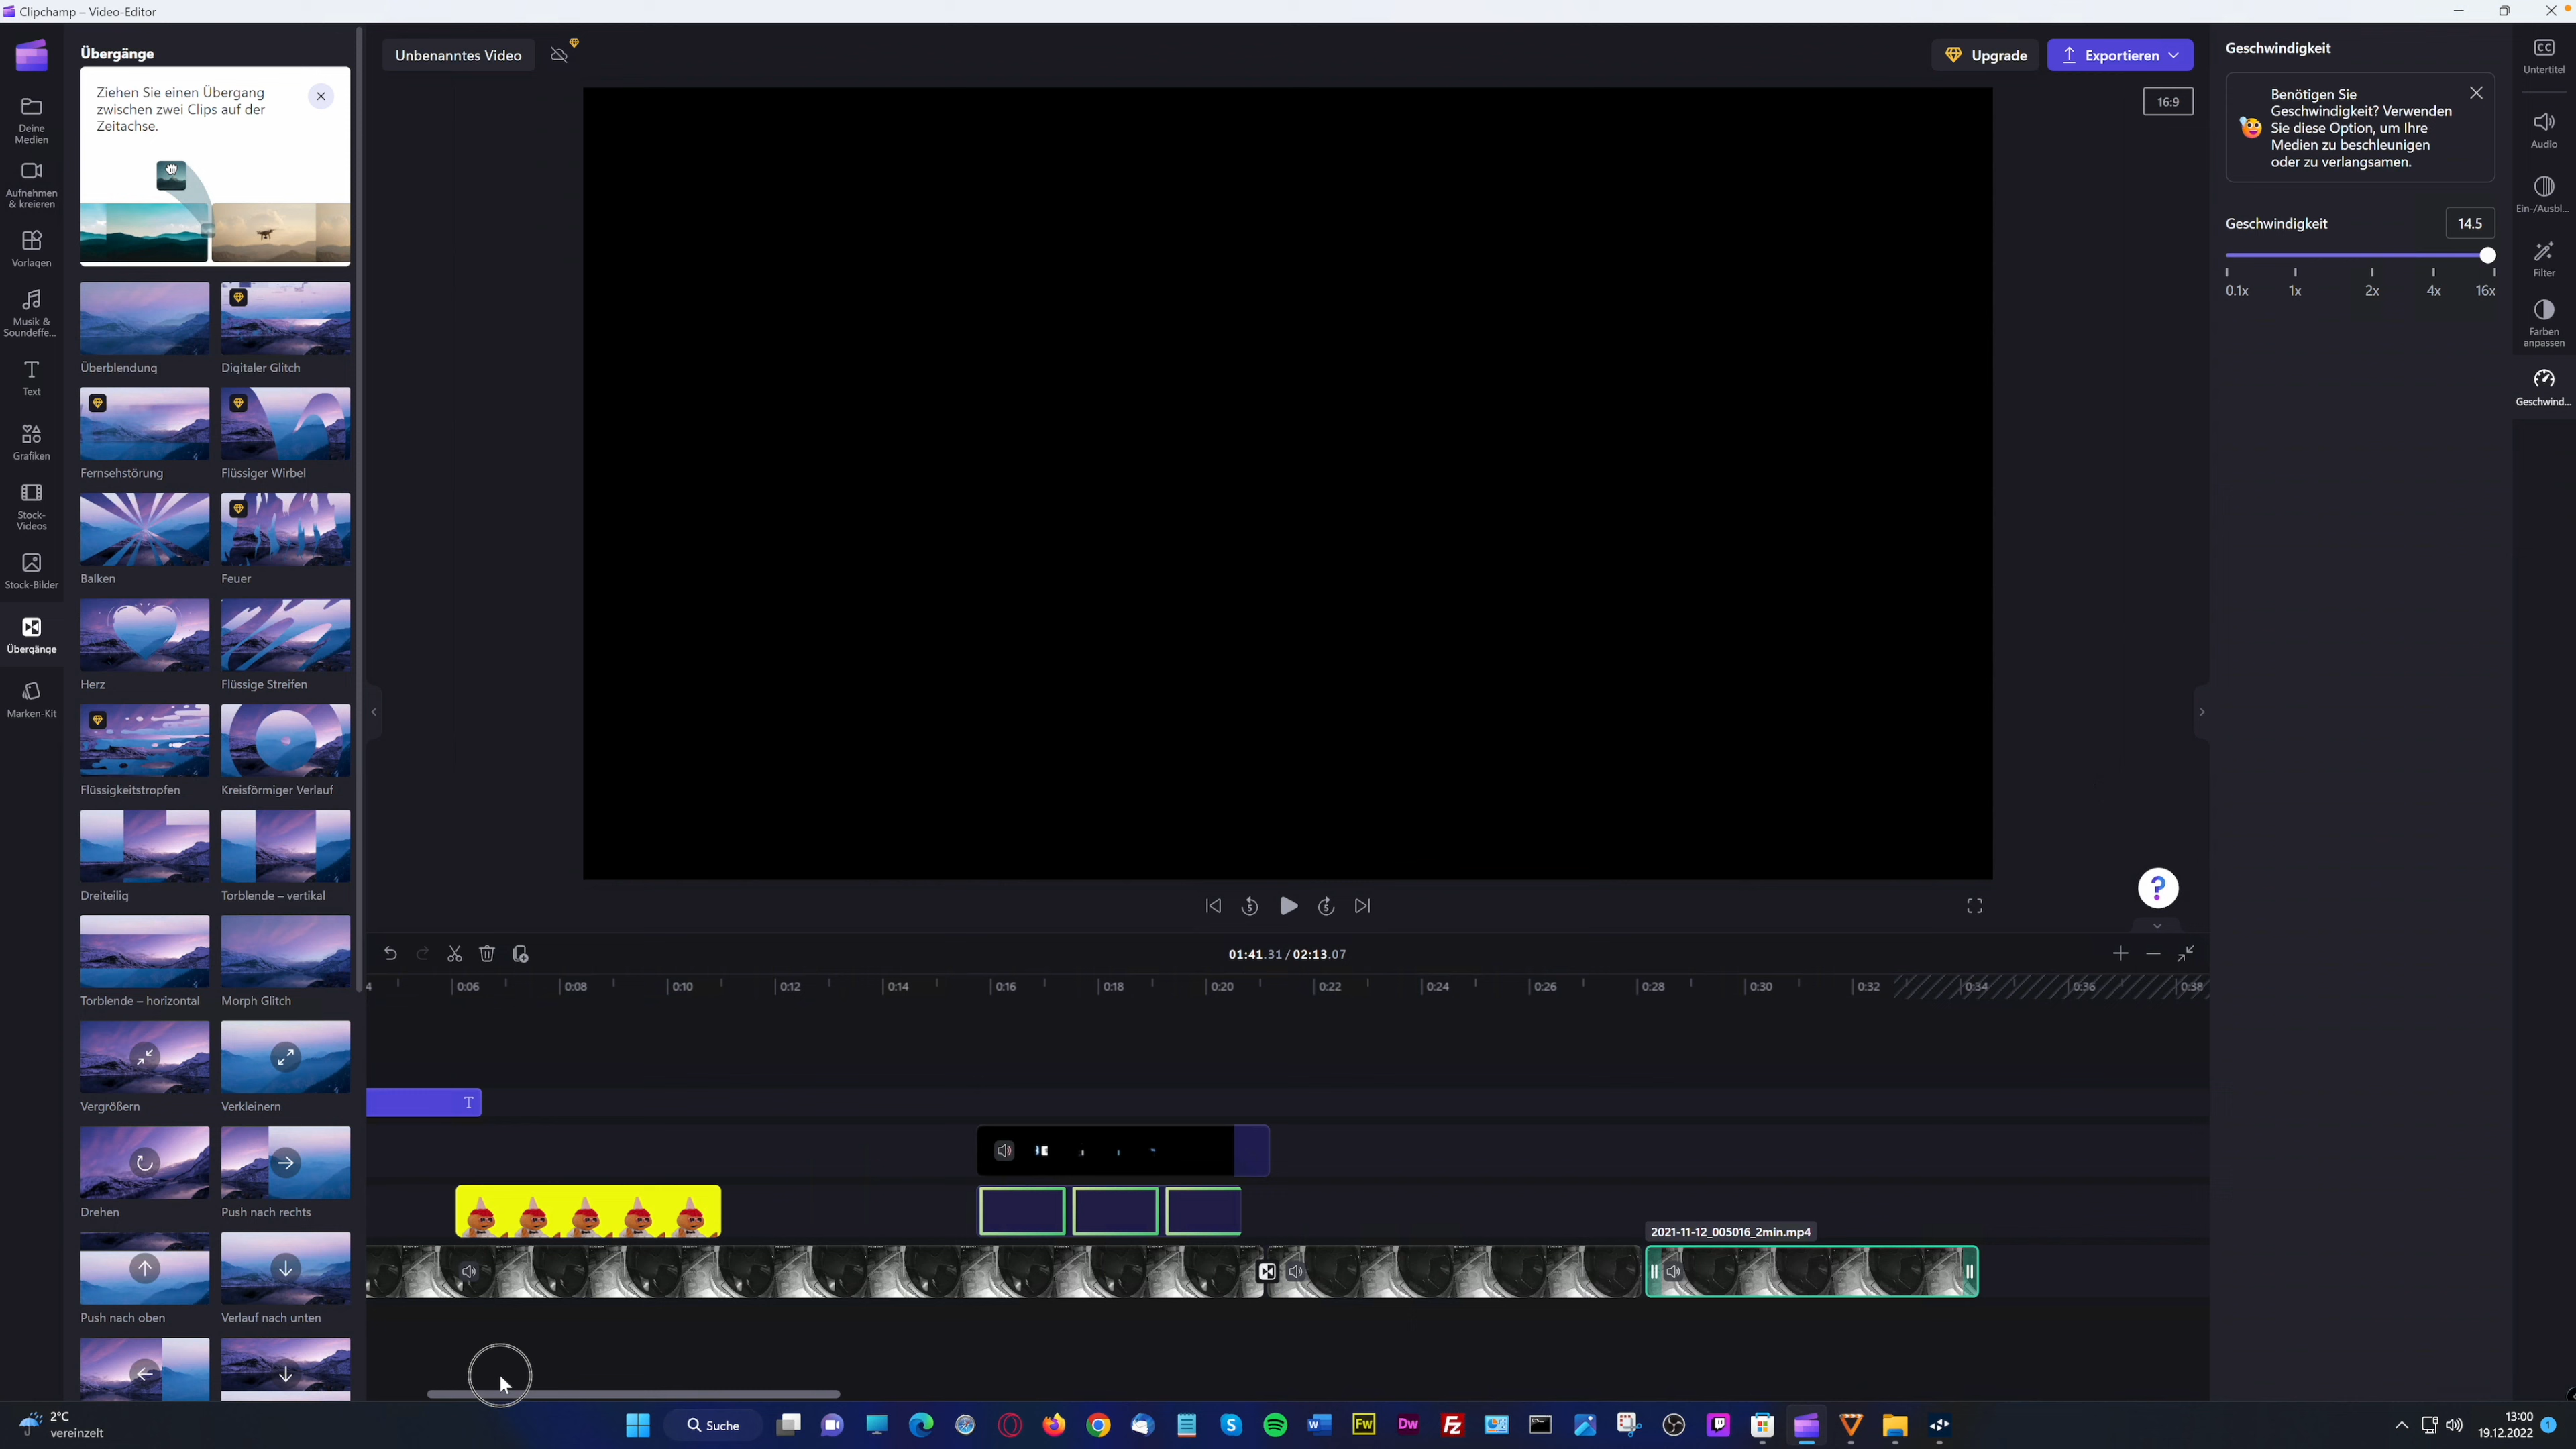 Clipchamp – Video-Editor
Übergänge
Ziehen Sie einen Übergang
zwischen zwei Clips auf der
Zeitachse.
Deine
Medien
Aufnehmen
& kreieren
Vorlagen
Musik &
Soundeffe...
Text
Grafiken
Stock-
Videos
Stock-Bilder
Übergänge
Marken-Kit
Überblendung
Digitaler Glitch
Fernsehstörung
Flüssiger Wirbel
Balken
Feuer
Herz
Flüssige Streifen
Flüssigkeitstropfen
Kreisförmiger Verlauf
Dreiteilig
Torblende – vertikal
Torblende – horizontal
Morph Glitch
Vergrößern
Verkleinern
Drehen
Push nach rechts
Push nach oben
Verlauf nach unten
Unbenanntes Video
Upgrade
Exportieren
16:9
5
5
?
01:41.31 / 02:13.07
4
0:06
0:08
0:10
0:12
0:14
0:16
0:18
0:20
0:22
0:24
0:26
0:28
0:30
0:32
0:34
0:36
0:38
T
2021-11-12_005016_2min.mp4
Geschwindigkeit
Benötigen Sie
Geschwindigkeit? Verwenden
Sie diese Option, um Ihre
Medien zu beschleunigen
oder zu verlangsamen.
Geschwindigkeit
14.5
0.1x
1x
2x
4x
16x
CC
Untertitel
Audio
Ein-/Ausbl...
Filter
Farben
anpassen
Geschwind...
2°C
vereinzelt
Suche
Fw
Dw
Fz
13:00
19.12.2022
1